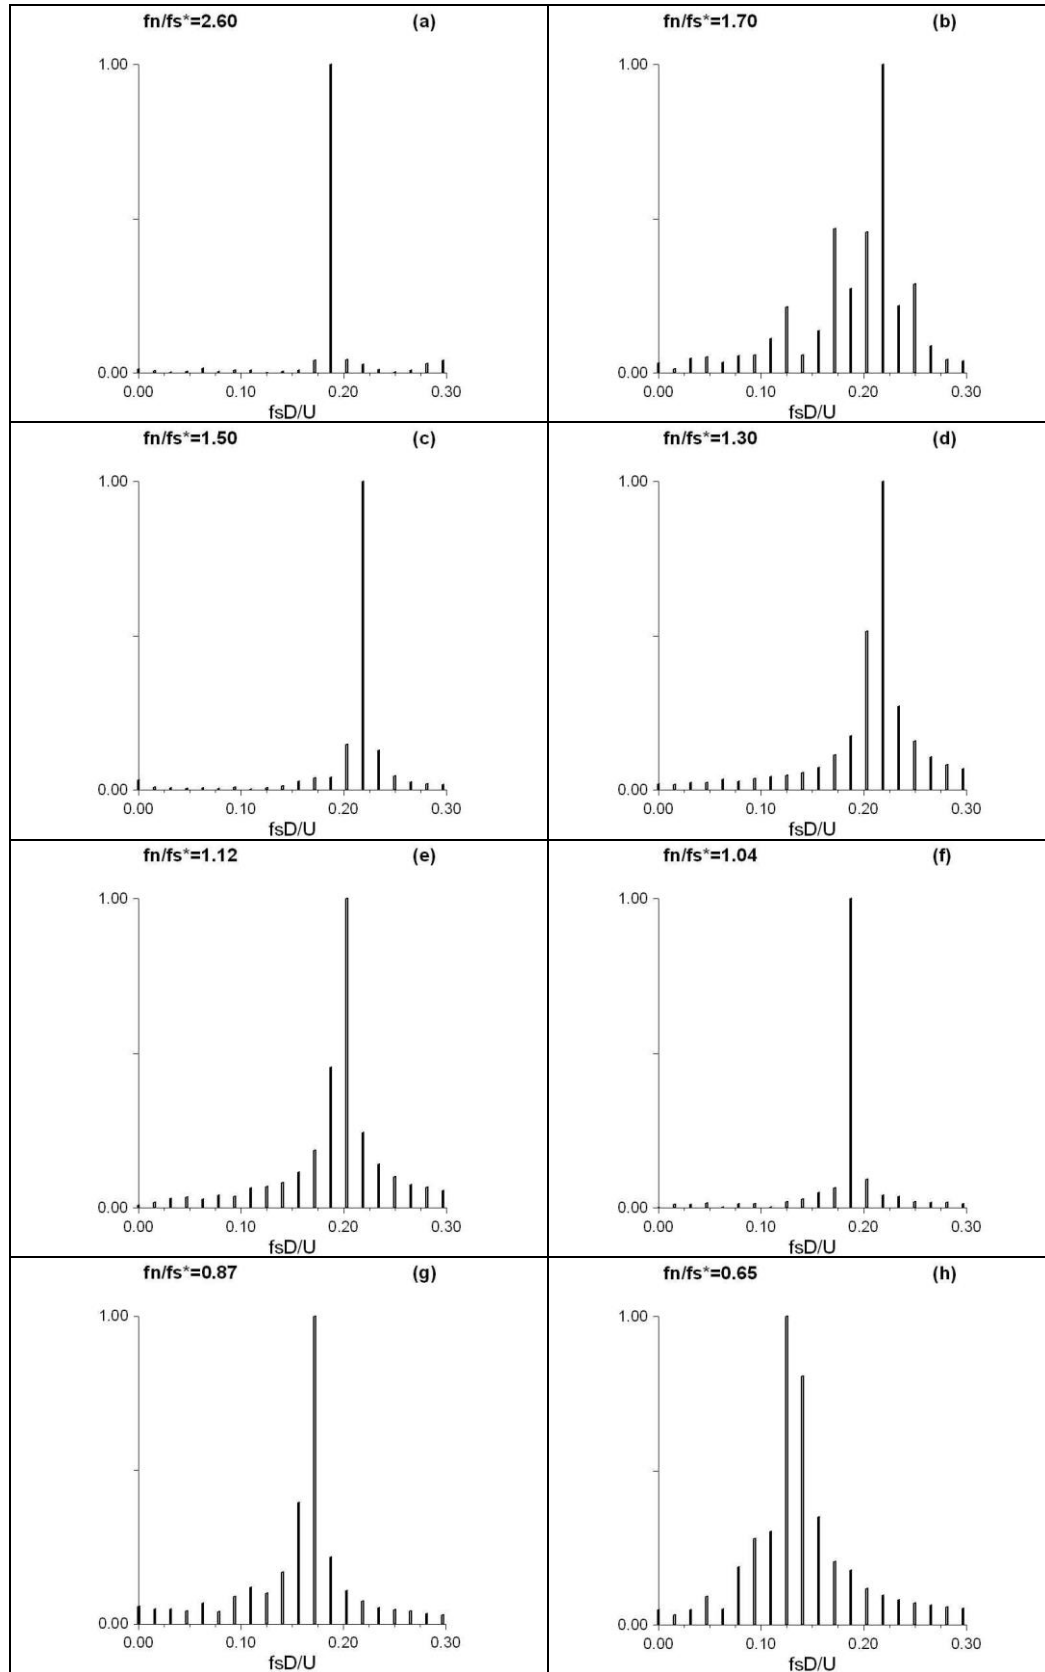 fn/fs*=2.60 (a)
1.00
0.00
0.00 0.10 0.20 0.30
fsD/U
fn/fs*=1.70 (b)
1.00
0.00
0.00 0.10 0.20 0.30
fsD/U
fn/fs*=1.50 (c)
1.00
0.00
0.00 0.10 0.20 0.30
fsD/U
fn/fs*=1.30 (d)
1.00
0.00
0.00 0.10 0.20 0.30
fsD/U
fn/fs*=1.12 (e)
1.00
0.00
0.00 0.10 0.20 0.30
fsD/U
fn/fs*=1.04 (f)
1.00
0.00
0.00 0.10 0.20 0.30
fsD/U
fn/fs*=0.87 (g)
1.00
0.00
0.00 0.10 0.20 0.30
fsD/U
fn/fs*=0.65 (h)
1.00
0.00
0.00 0.10 0.20 0.30
fsD/U